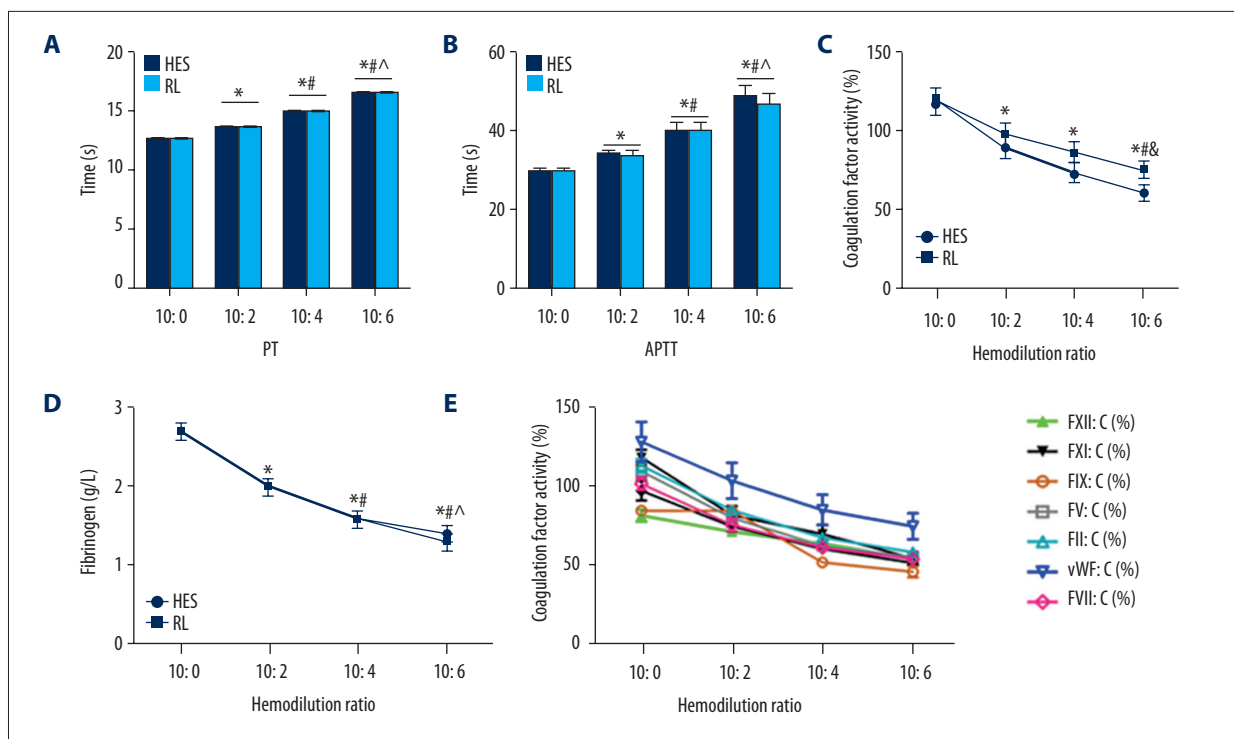 A
20
15
10
5
0
Time (s)
HES
RL
*
*#
*#^
10: 0
10: 2
10: 4
10: 6
PT
B
60
40
20
0
Time (s)
HES
RL
*
*#
*#^
10: 0
10: 2
10: 4
10: 6
APTT
C
150
100
50
0
Coagulation factor activity (%)
*
*
*#&
HES
RL
10: 0
10: 2
10: 4
10: 6
Hemodilution ratio
D
3
2
1
0
Fibrinogen (g/L)
*
*#
*#^
HES
RL
10: 0
10: 2
10: 4
10: 6
Hemodilution ratio
E
150
100
50
0
Coagulation factor activity (%)
10: 0
10: 2
10: 4
10: 6
Hemodilution ratio
FXII: C (%)
FXI: C (%)
FIX: C (%)
FV: C (%)
FII: C (%)
vWF: C (%)
FVII: C (%)